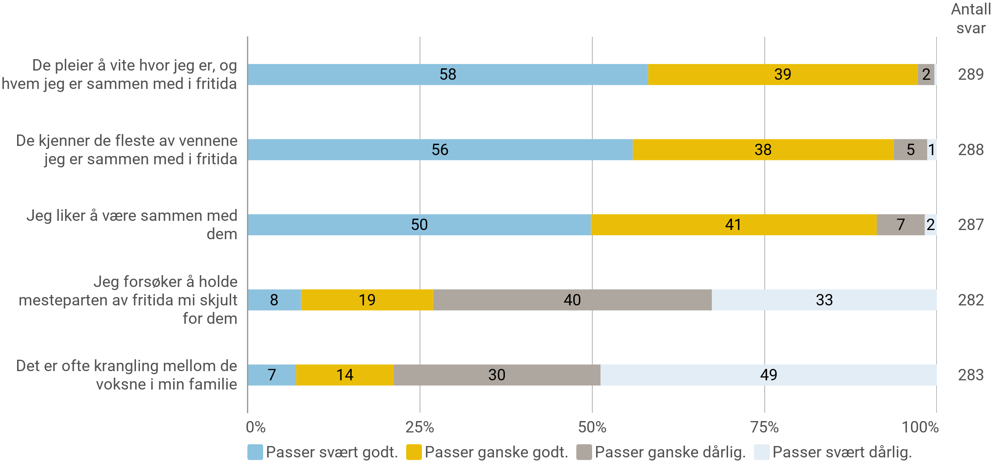 Antall
svar
De pleier å vite hvor jeg er, og
hvem jeg er sammen med i fritida
58 39 2 289
De kjenner de fleste av vennene
jeg er sammen med i fritida
56 38 5 1 288
Jeg liker å være sammen med
dem
50 41 7 2 287
Jeg forsøker å holde
mesteparten av fritida mi skjult
for dem
8 19 40 33 282
Det er ofte krangling mellom de
voksne i min familie
7 14 30 49 283
0% 25% 50% 75% 100%
Passer svært godt. Passer ganske godt. Passer ganske dårlig. Passer svært dårlig.